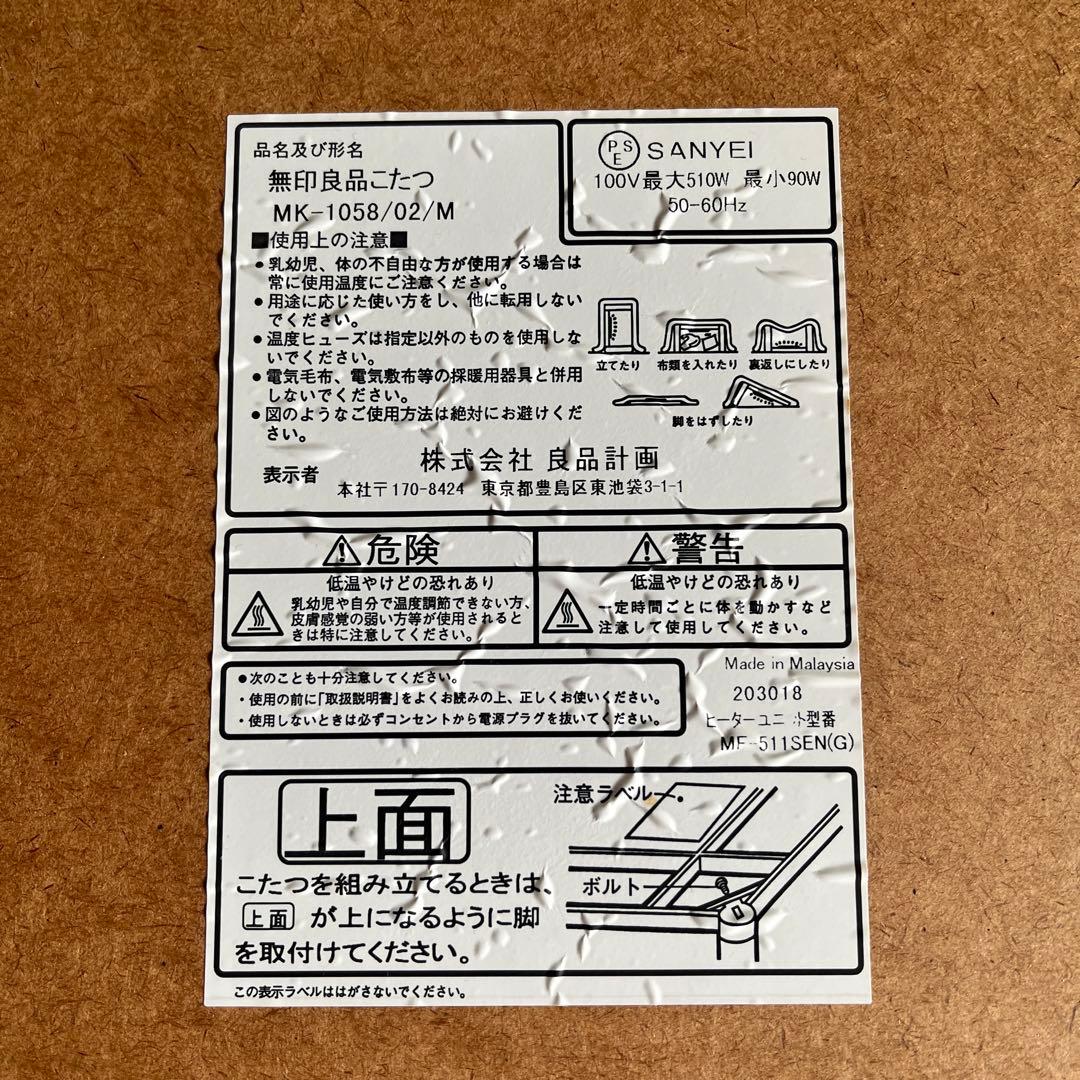 品名及び形名
無印良品こたつ
MK-1058/02/M
PSE SANYEI
100V最大510W 最小90W
50-60Hz
■使用上の注意■
●乳幼児、体の不自由な方が使用する場合は
常に使用温度にご注意ください。
●用途に応じた使い方をし、他に転用しない
でください。
●温度ヒューズは指定以外のものを使用しな
いでください。
●電気毛布、電気敷布等の採暖用器具と併用
しないでください。
●図のようなご使用方法は絶対にお避けくだ
さい。
立てたり 布類を入れたり 裏返しにしたり
脚をはずしたり
表示者 株式会社 良品計画
本社〒170-8424 東京都豊島区東池袋3-1-1
⚠危険
低温やけどの恐れあり
乳幼児や自分で温度調節できない方、
皮膚感覚の弱い方等が使用されると
きは特に注意してください。
⚠警告
低温やけどの恐れあり
一定時間ごとに体を動かすなど
注意して使用してください。
●次のことも十分注意してください。
・使用の前に「取扱説明書」をよくお読みの上、正しくお使いください。
・使用しないときは必ずコンセントから電源プラグを抜いてください。
Made in Malaysia
203018
ヒーターユニット型番
MF-511SEN(G)
上面
こたつを組み立てるときは、
上面 が上になるように脚
を取付けてください。
注意ラベル
ボルト
この表示ラベルははがさないでください。